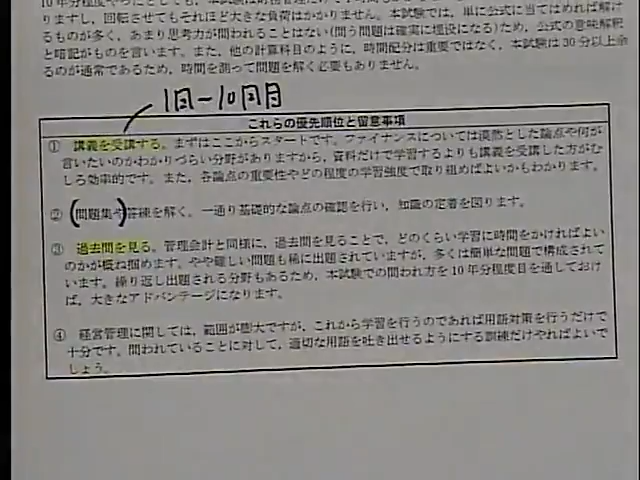 10年分程度やったとしても、本試験は
りますし、回転させてもそれほど大きな負荷はかかりません。本試験では、単に公式に当てはめれば解け
るものが多く、あまり思考力が問われることはない(問う問題は確実に埋没になる)ため、公式の意味解釈
と暗記がものを言います。また、他の計算科目のように、時間配分は重要ではなく、本試験は30分以上余
るのが通常であるため、時間を測って問題を解く必要もありません。
1回〜10回目
これらの優先順位と留意事項
① 講義を受講する。まずはここからスタートです。ファイナンスについては漠然とした論点や何が
言いたいのかわかりづらい分野がありますから、資料だけで学習するよりも講義を受講した方がむ
しろ効率的です。また、各論点の重要性やどの程度の学習強度で取り組めばよいかもわかります。
② (問題集や)答練を解く。一通り基礎的な論点の確認を行い、知識の定着を図ります。
③ 過去問を見る。管理会計と同様に、過去問を見ることで、どのくらい学習に時間をかければよい
のかが概ね掴めます。やや難しい問題も稀に出題されていますが、多くは簡単な問題で構成されて
います。繰り返し出題される分野もあるため、本試験での問われ方を10年分程度目を通しておけ
ば、大きなアドバンテージになります。
④ 経営管理に関しては、範囲が膨大ですが、これから学習を行うのであれば用語対策を行うだけで
十分です。問われていることに対して、適切な用語を吐き出せるようにする訓練だけやればよいで
しょう。